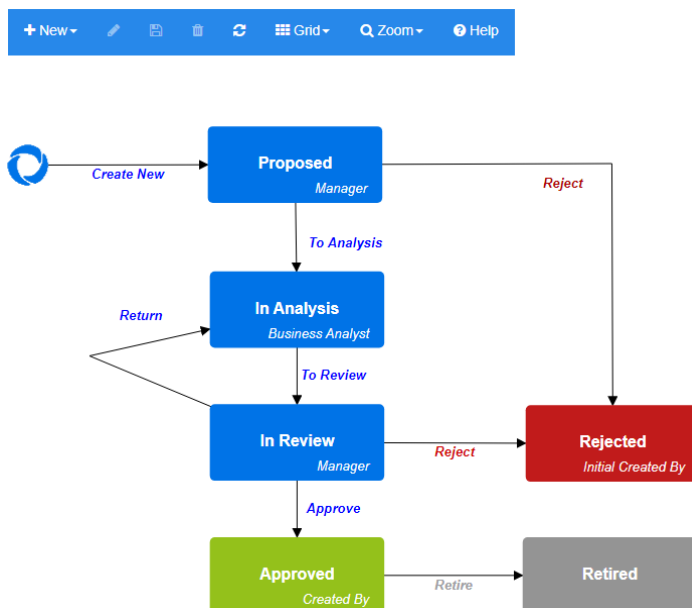 New
Grid
Zoom
Help
Proposed
Manager
Create New
Reject
To Analysis
In Analysis
Business Analyst
Return
To Review
In Review
Manager
Reject
Rejected
Initial Created By
Approve
Approved
Created By
Retire
Retired